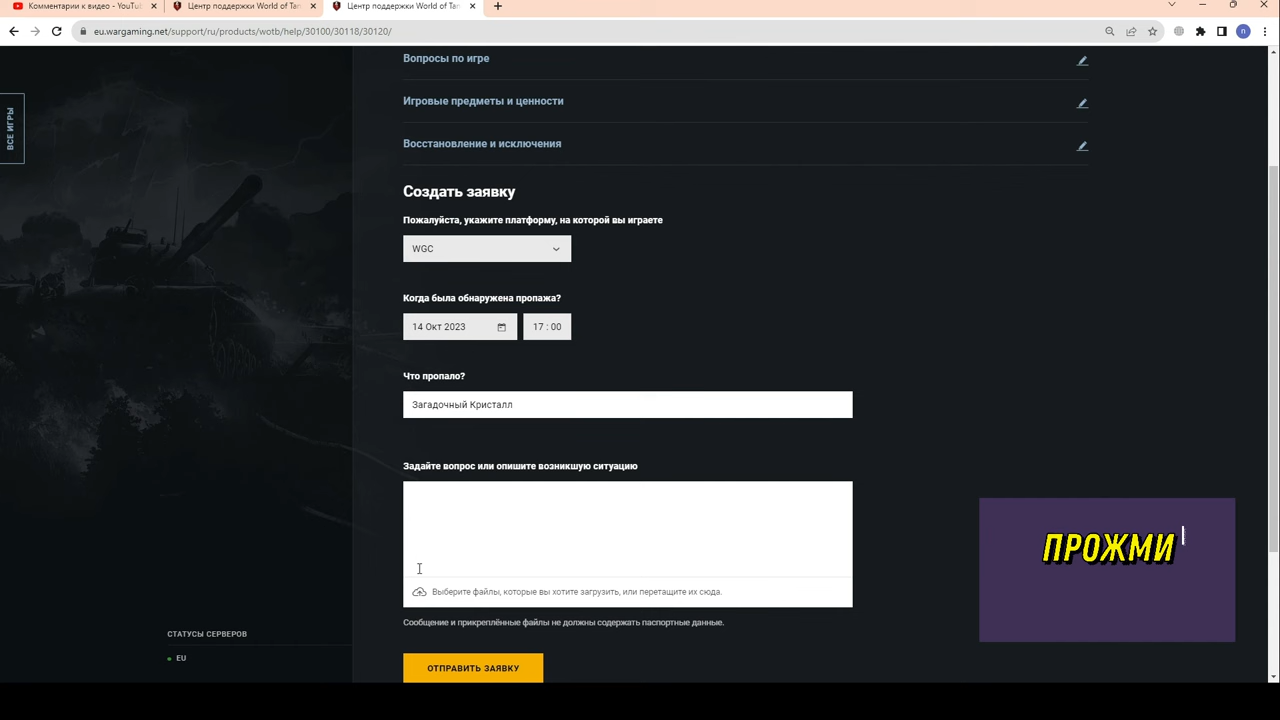 Комментарии к видео - YouTu
Центр поддержки World of Tan
Центр поддержки World of Tan
eu.wargaming.net/support/ru/products/wotb/help/30100/30118/30120/
п
ВСЕ ИГРЫ
Вопросы по игре
Игровые предметы и ценности
Восстановление и исключения
Создать заявку
Пожалуйста, укажите платформу, на которой вы играете
WGC
Когда была обнаружена пропажа?
14 Окт 2023
17 : 00
Что пропало?
Загадочный Кристалл
Задайте вопрос или опишите возникшую ситуацию
ПРОЖМИ
Выберите файлы, которые вы хотите загрузить, или перетащите их сюда.
Сообщение и прикреплённые файлы не должны содержать паспортные данные.
СТАТУСЫ СЕРВЕРОВ
EU
ОТПРАВИТЬ ЗАЯВКУ